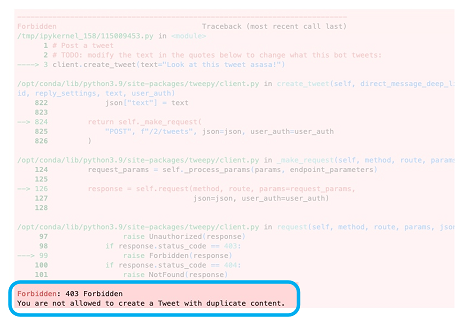 Forbidden Traceback (most recent call last)
/tmp/ipykernel_158/115089453.py in <module>
1 # Post a tweet
2 # TODO: modify the text in the quotes below to change what this bot tweets:
----> 3 client.create_tweet(text="Look at this tweet asasa!")
/opt/conda/lib/python3.9/site-packages/tweepy/client.py in create_tweet(self, direct_message_deep_li
id, reply_settings, text, user_auth)
822 json["text"] = text
823
--> 824 return self._make_request(
825 "POST", f"/2/tweets", json=json, user_auth=user_auth
826 )
/opt/conda/lib/python3.9/site-packages/tweepy/client.py in _make_request(self, method, route, params
124 request_params = self._process_params(params, endpoint_parameters)
125
--> 126 response = self.request(method, route, params=request_params,
127 json=json, user_auth=user_auth)
128
/opt/conda/lib/python3.9/site-packages/tweepy/client.py in request(self, method, route, params, json
97 raise Unauthorized(response)
98 if response.status_code == 403:
---> 99 raise Forbidden(response)
100 if response.status_code == 404:
101 raise NotFound(response)
Forbidden: 403 Forbidden
You are not allowed to create a Tweet with duplicate content.